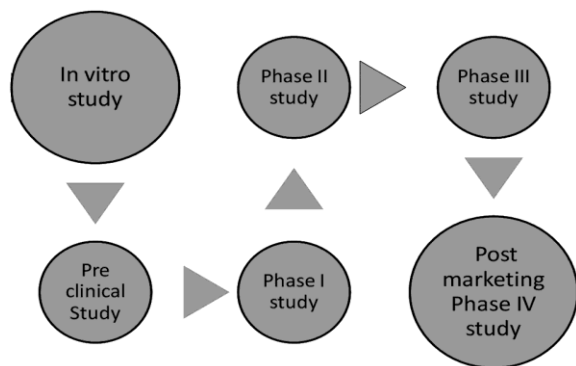 In vitro
study
Pre
clinical
Study
Phase I
study
Phase II
study
Phase III
study
Post
marketing
Phase IV
study